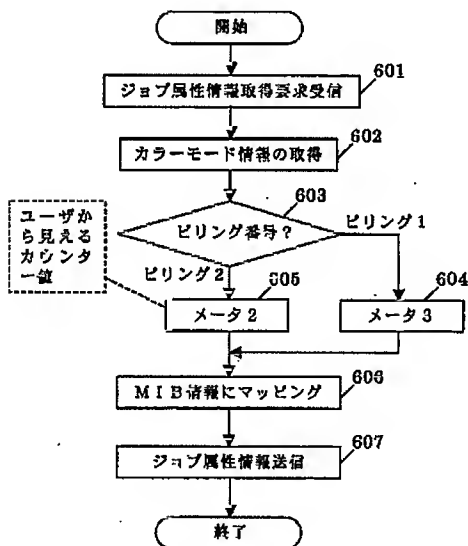 開始
601
ジョブ属性情報取得要求受信
602
カラーモード情報の取得
603
ビリング番号？
ビリング1
ビリング2
ユーザか
ら見える
カウンタ
ー値
605
メータ2
604
メータ3
606
MIB情報にマッピング
607
ジョブ属性情報送信
終了